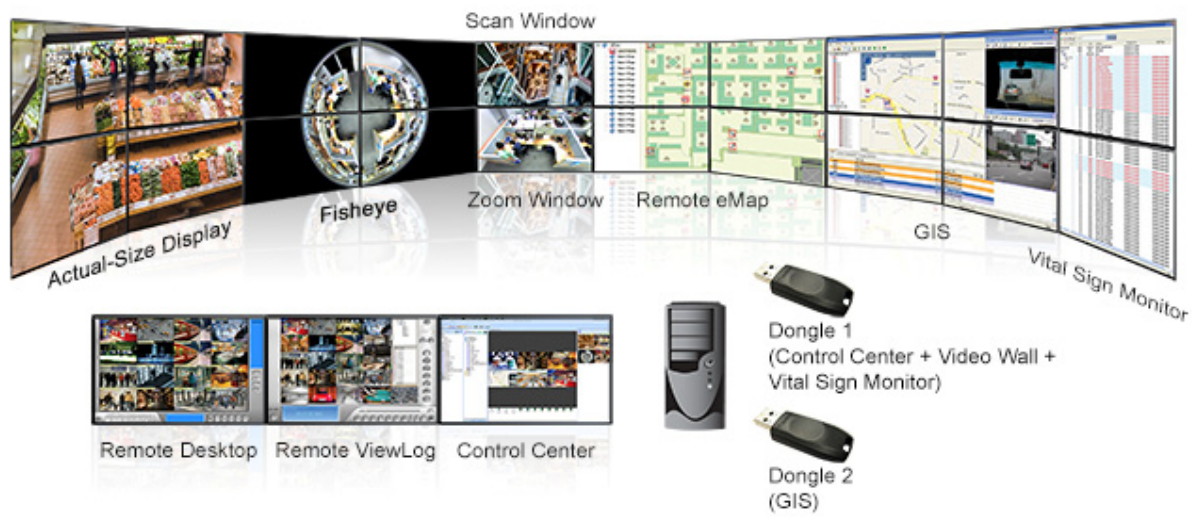 Scan Window
Actual-Size Display
Fisheye
Zoom Window
Remote eMap
GIS
Vital Sign Monitor
Remote Desktop
Remote ViewLog
Control Center
Dongle 1
(Control Center + Video Wall +
Vital Sign Monitor)
Dongle 2
(GIS)